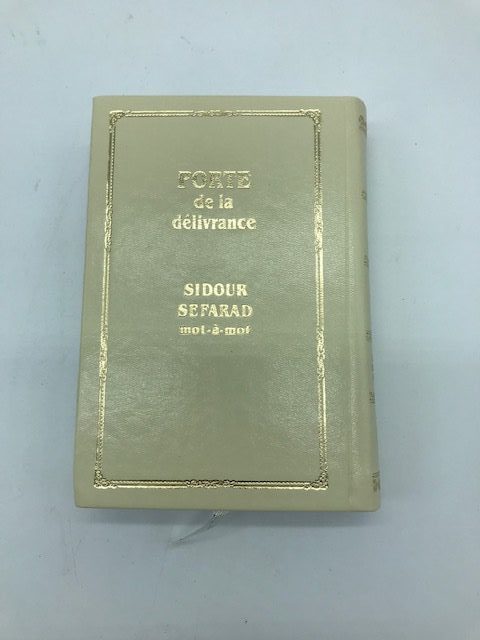 PORTE
de la
délivrance
SIDOUR
SEFARAD
mot-à-mot